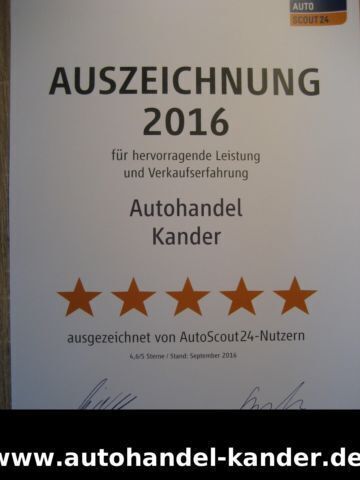 AUTO
SCOUT24
AUSZEICHNUNG
2016
für hervorragende Leistung
und Verkaufserfahrung
Autohandel
Kander
ausgezeichnet von AutoScout24-Nutzern
4,6/5 Sterne / Stand: September 2016
www.autohandel-kander.de